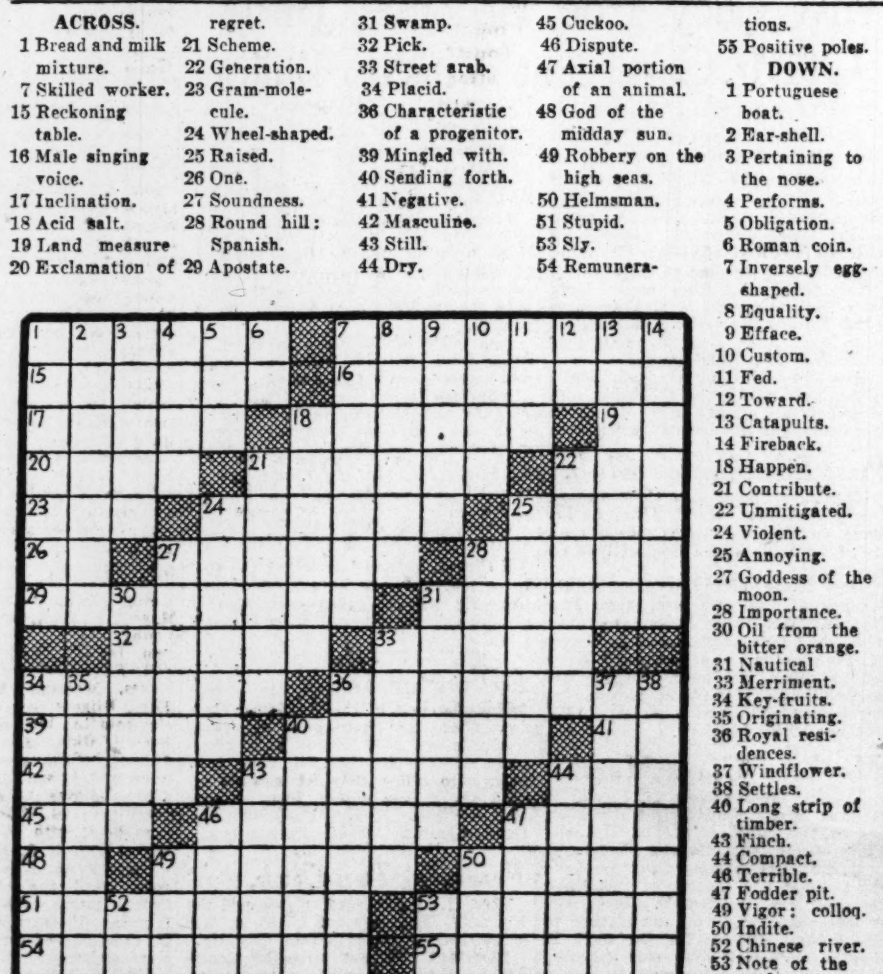 ACROSS.
1 Bread and milk
mixture.
7 Skilled worker.
15 Reckoning
table.
16 Male singing
voice.
17 Inclination.
18 Acid salt.
19 Land measure
20 Exclamation of
regret.
21 Scheme.
22 Generation.
23 Gram-mole-
cule.
24 Wheel-shaped.
25 Raised.
26 One.
27 Soundness.
28 Round hill:
Spanish.
29 Apostate.
31 Swamp.
32 Pick.
33 Street arab.
34 Placid.
36 Characteristic
of a progenitor.
39 Mingled with.
40 Sending forth.
41 Negative.
42 Masculine.
43 Still.
44 Dry.
45 Cuckoo.
46 Dispute.
47 Axial portion
of an animal.
48 God of the
midday sun.
49 Robbery on the
high seas.
50 Helmsman.
51 Stupid.
53 Sly.
54 Remunera-
tions.
55 Positive poles.
DOWN.
1 Portuguese
boat.
2 Ear-shell.
3 Pertaining to
the nose.
4 Performs.
5 Obligation.
6 Roman coin.
7 Inversely egg-
shaped.
8 Equality.
9 Efface.
10 Custom.
11 Fed.
12 Toward.
13 Catapults.
14 Fireback.
18 Happen.
21 Contribute.
22 Unmitigated.
24 Violent.
25 Annoying.
27 Goddess of the
moon.
28 Importance.
30 Oil from the
bitter orange.
31 Nautical
33 Merriment.
34 Key-fruits.
35 Originating.
36 Royal resi-
dences.
37 Windflower.
38 Settles.
40 Long strip of
timber.
43 Finch.
44 Compact.
46 Terrible.
47 Fodder pit.
49 Vigor: colloq.
50 Indite.
52 Chinese river.
53 Note of the
1 2 3 4 5 6 7 8 9 10 11 12 13 14
15 16
17 18 19
20 21 22
23 24 25
26 27 28
29 30 31
32 33
34 35 36 37 38
39 40 41
42 43 44
45 46 47
48 49 50
51 52 53
54 55